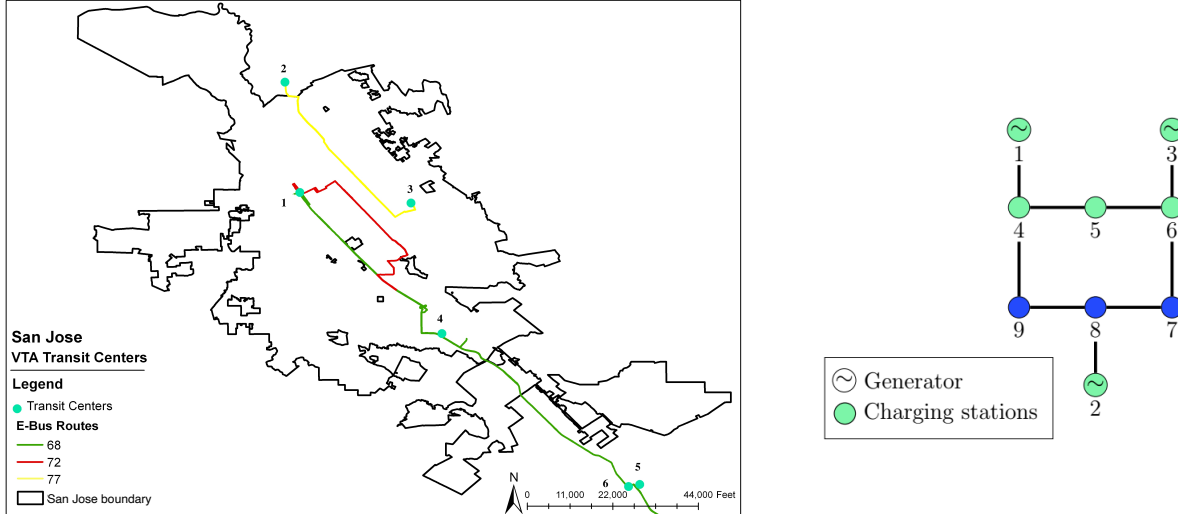 2
3
1
4
5
6
San Jose
VTA Transit Centers
Legend
Transit Centers
E-Bus Routes
68
72
77
San Jose boundary
N
0 11,000 22,000 44,000 Feet
1 3
4 5 6
9 8 7
2
Generator
Charging stations